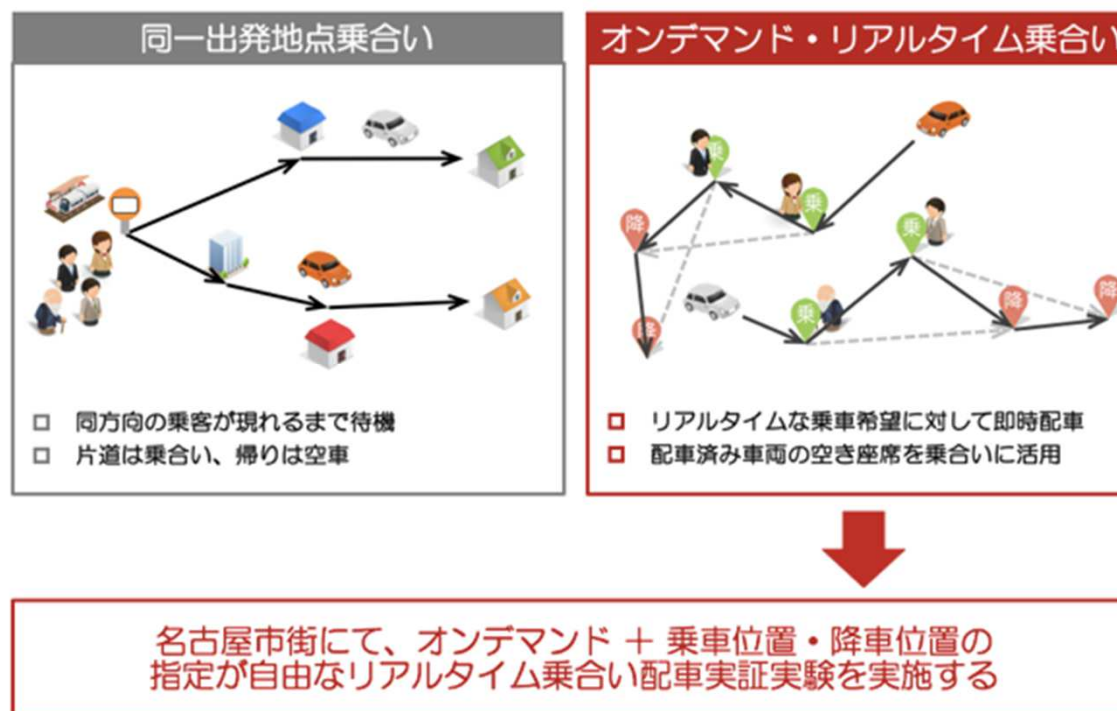 同一出発地点乗合い
同方向の乗客が現れるまで待機
片道は乗合い、帰りは空車
オンデマンド・リアルタイム乗合い
乗
乗
降
乗
乗
降
降
降
リアルタイムな乗車希望に対して即時配車
配車済み車両の空き座席を乗合いに活用
名古屋市街にて、オンデマンド + 乗車位置・降車位置の
指定が自由なリアルタイム乗合い配車実証実験を実施する